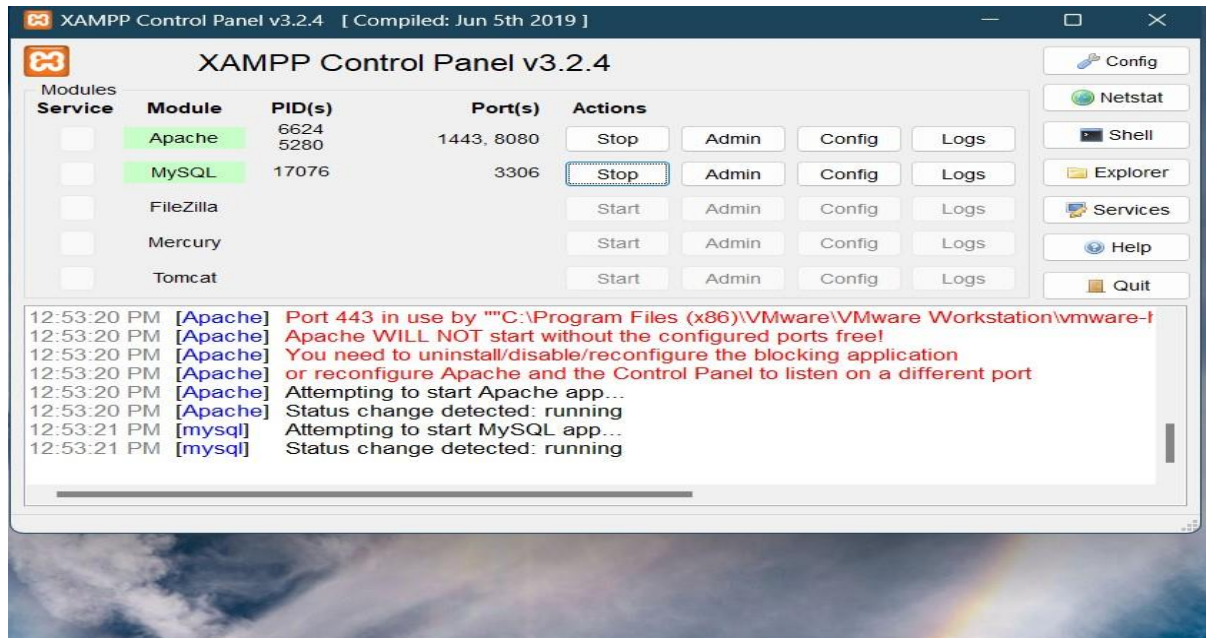 XAMPP Control Panel v3.2.4 [ Compiled: Jun 5th 2019 ]
XAMPP Control Panel v3.2.4
Config
Modules
Service Module PID(s) Port(s) Actions
Netstat
Apache 6624 5280 1443, 8080 Stop Admin Config Logs
Shell
MySQL 17076 3306 Stop Admin Config Logs
Explorer
FileZilla Start Admin Config Logs
Services
Mercury Start Admin Config Logs
Help
Tomcat Start Admin Config Logs
Quit
12:53:20 PM [Apache] Port 443 in use by ""C:\Program Files (x86)\VMware\VMware Workstation\vmware-
12:53:20 PM [Apache] Apache WILL NOT start without the configured ports free!
12:53:20 PM [Apache] You need to uninstall/disable/reconfigure the blocking application
12:53:20 PM [Apache] or reconfigure Apache and the Control Panel to listen on a different port
12:53:20 PM [Apache] Attempting to start Apache app...
12:53:20 PM [Apache] Status change detected: running
12:53:21 PM [mysql] Attempting to start MySQL app...
12:53:21 PM [mysql] Status change detected: running